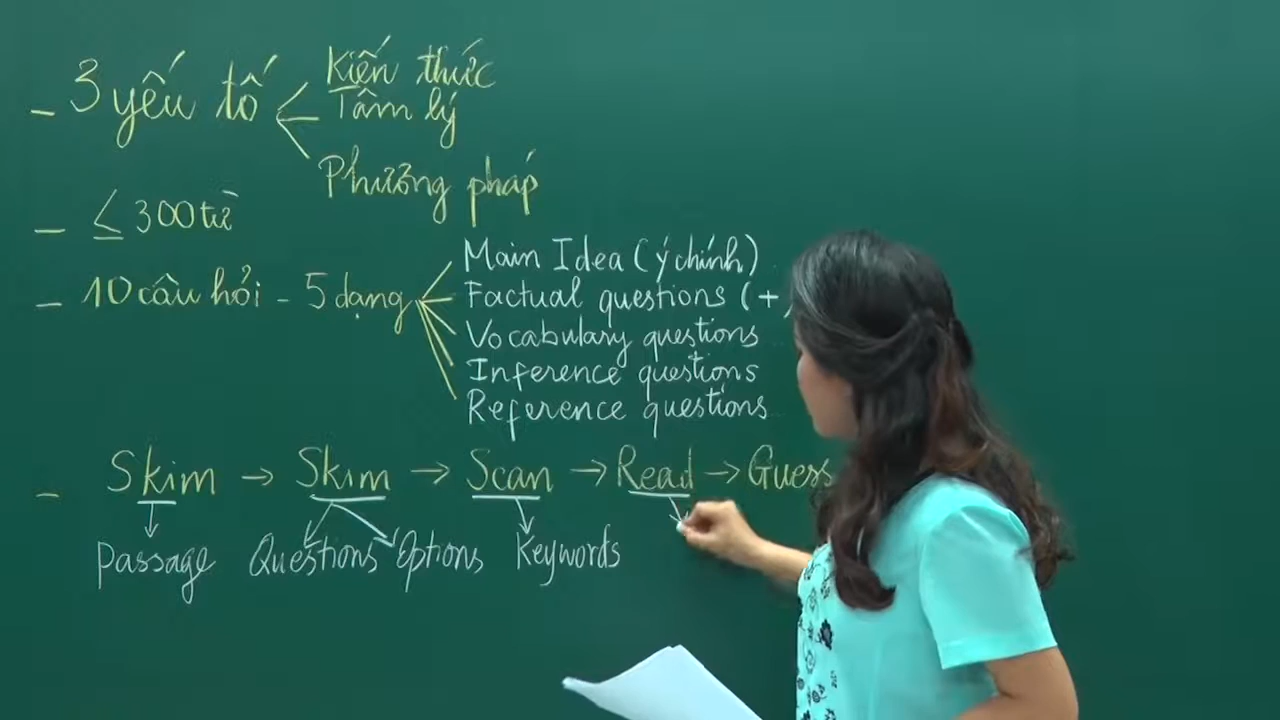 - 3 yếu tố
Kiến thức
Tâm lý
Phương pháp
- ≤ 300 từ
- 10 câu hỏi - 5 dạng
Main Idea (ý chính)
Factual questions (+,
Vocabulary questions
Inference questions
Reference questions
- Skim → Skim → Scan → Read → Guess
Passage Questions Options Keywords